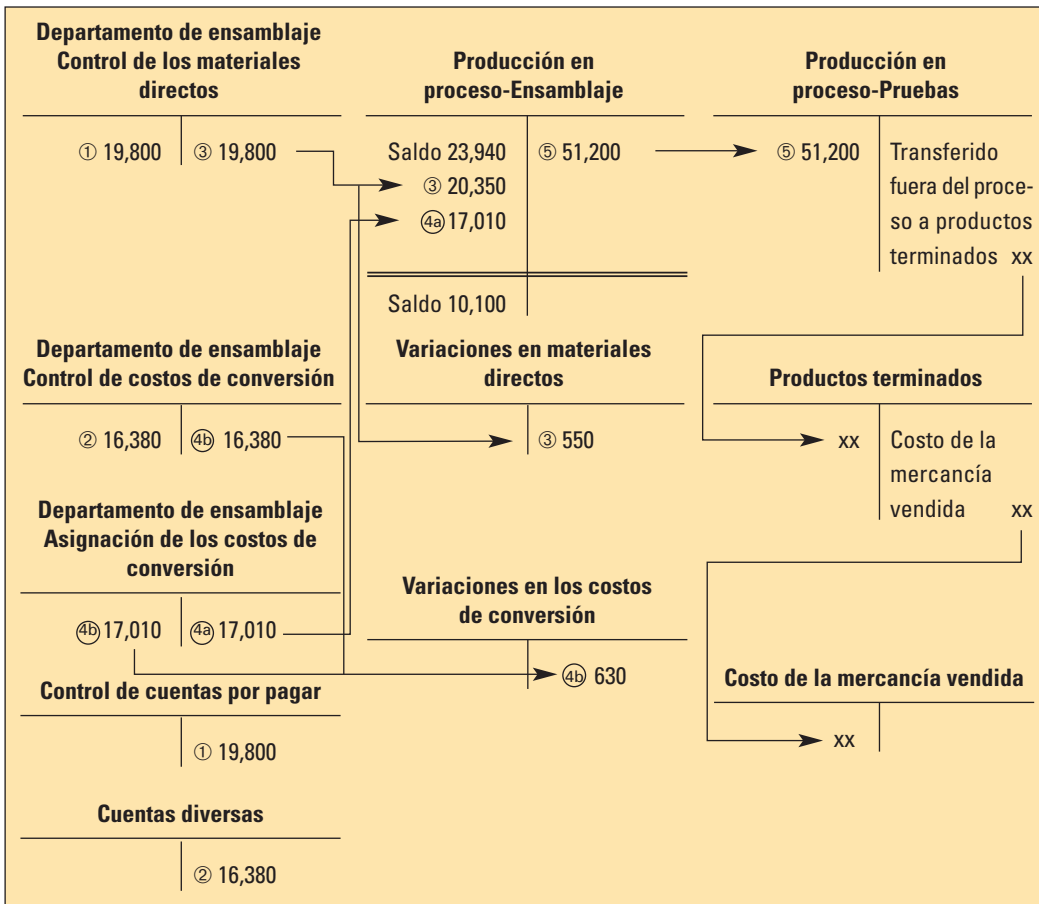 Departamento de ensamblaje
Control de los materiales
directos
① 19,800
③ 19,800
Producción en
proceso-Ensamblaje
Saldo 23,940
⑤ 51,200
③ 20,350
4a 17,010
Saldo 10,100
Producción en
proceso-Pruebas
⑤ 51,200
Transferido
fuera del proce-
so a productos
terminados xx
Departamento de ensamblaje
Control de costos de conversión
② 16,380
4b 16,380
Variaciones en materiales
directos
③ 550
Productos terminados
xx
Costo de la
mercancía
vendida xx
Departamento de ensamblaje
Asignación de los costos de
conversión
4b 17,010
4a 17,010
Variaciones en los costos
de conversión
4b 630
Costo de la mercancía vendida
xx
Control de cuentas por pagar
① 19,800
Cuentas diversas
② 16,380